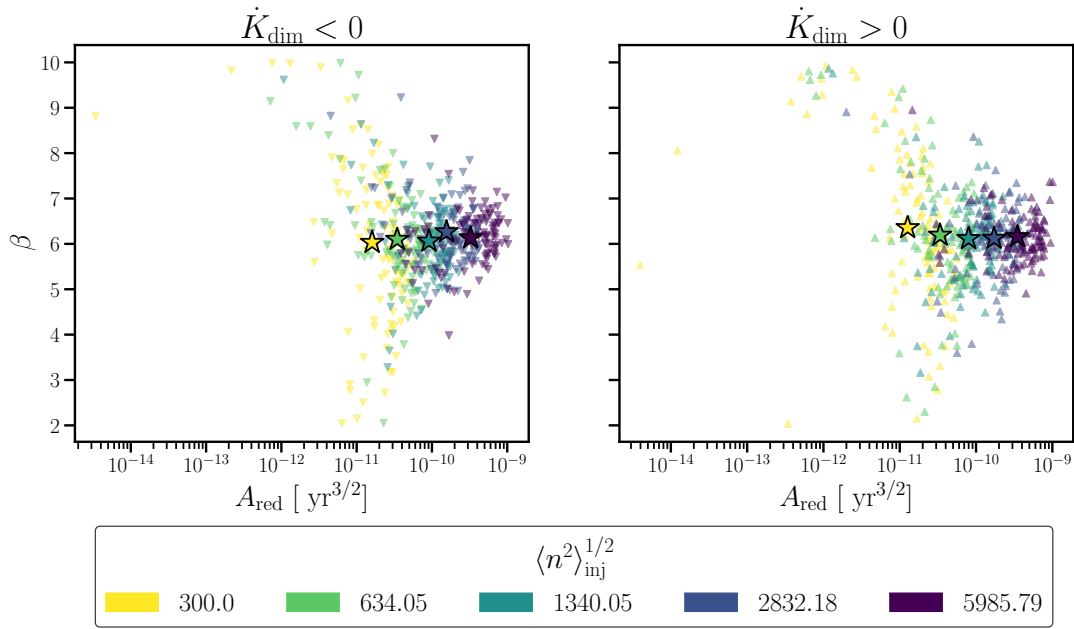 K̇_dim < 0
K̇_dim > 0
β
10
9
8
7
6
5
4
3
2
10^−14 10^−13 10^−12 10^−11 10^−10 10^−9
10^−14 10^−13 10^−12 10^−11 10^−10 10^−9
A_red [ yr^3/2]
A_red [ yr^3/2]
⟨n^2⟩_inj^1/2
300.0 634.05 1340.05 2832.18 5985.79